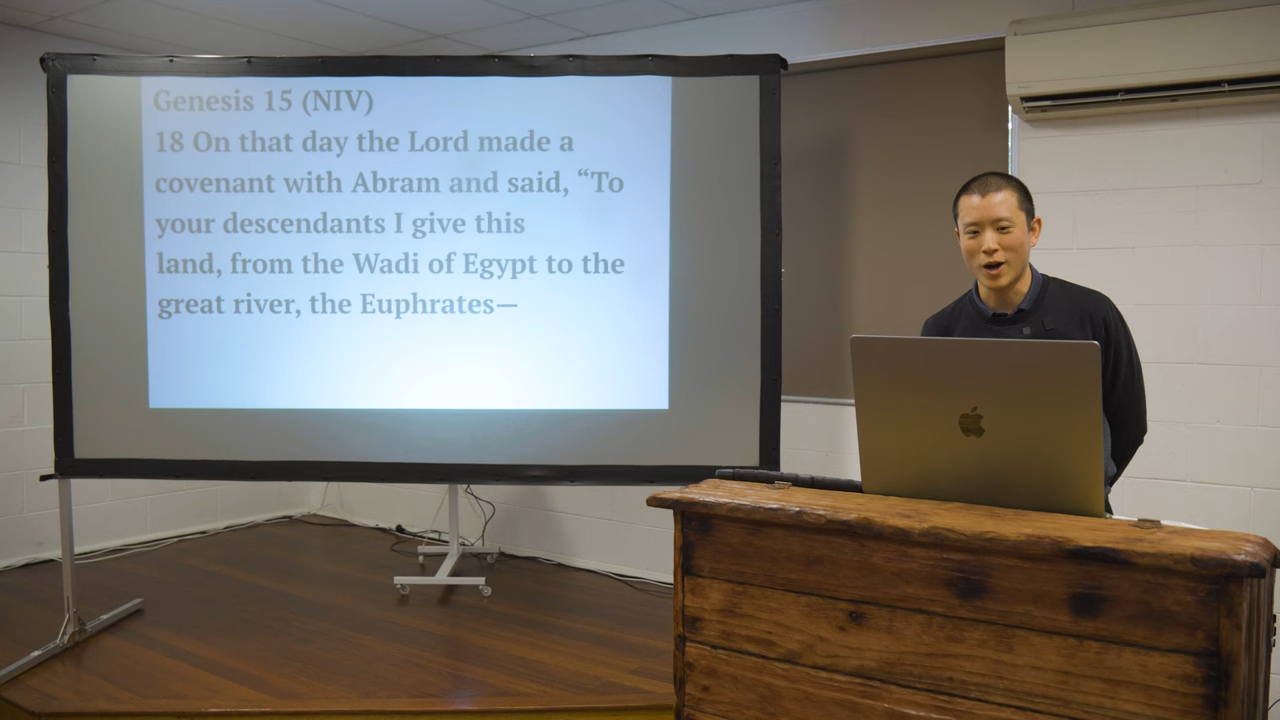 Genesis 15 (NIV)
18 On that day the Lord made a
covenant with Abram and said, “To
your descendants I give this
land, from the Wadi of Egypt to the
great river, the Euphrates—